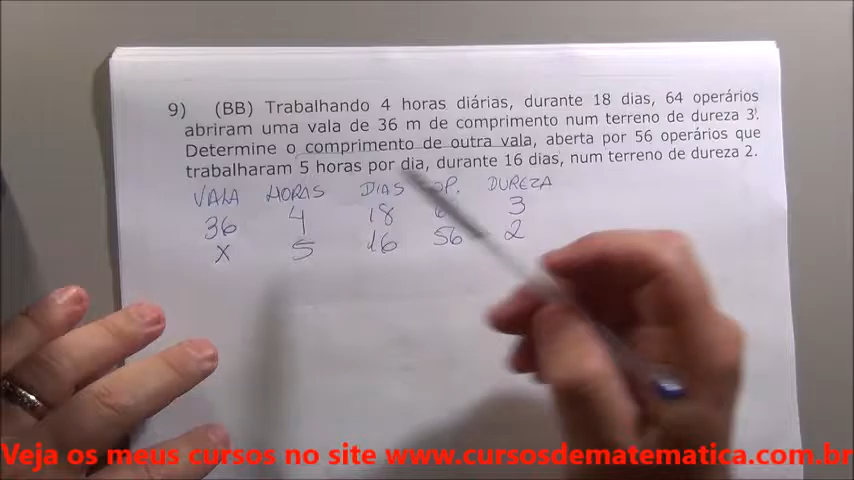 9) (BB) Trabalhando 4 horas diárias, durante 18 dias, 64 operários
abriram uma vala de 36 m de comprimento num terreno de dureza 3.
Determine o comprimento de outra vala, aberta por 56 operários que
trabalharam 5 horas por dia, durante 16 dias, num terreno de dureza 2.
VALA HORAS DIAS OP. DUREZA
36 4 18 3
X 5 16 56 2
Veja os meus cursos no site www.cursosdematematica.com.br